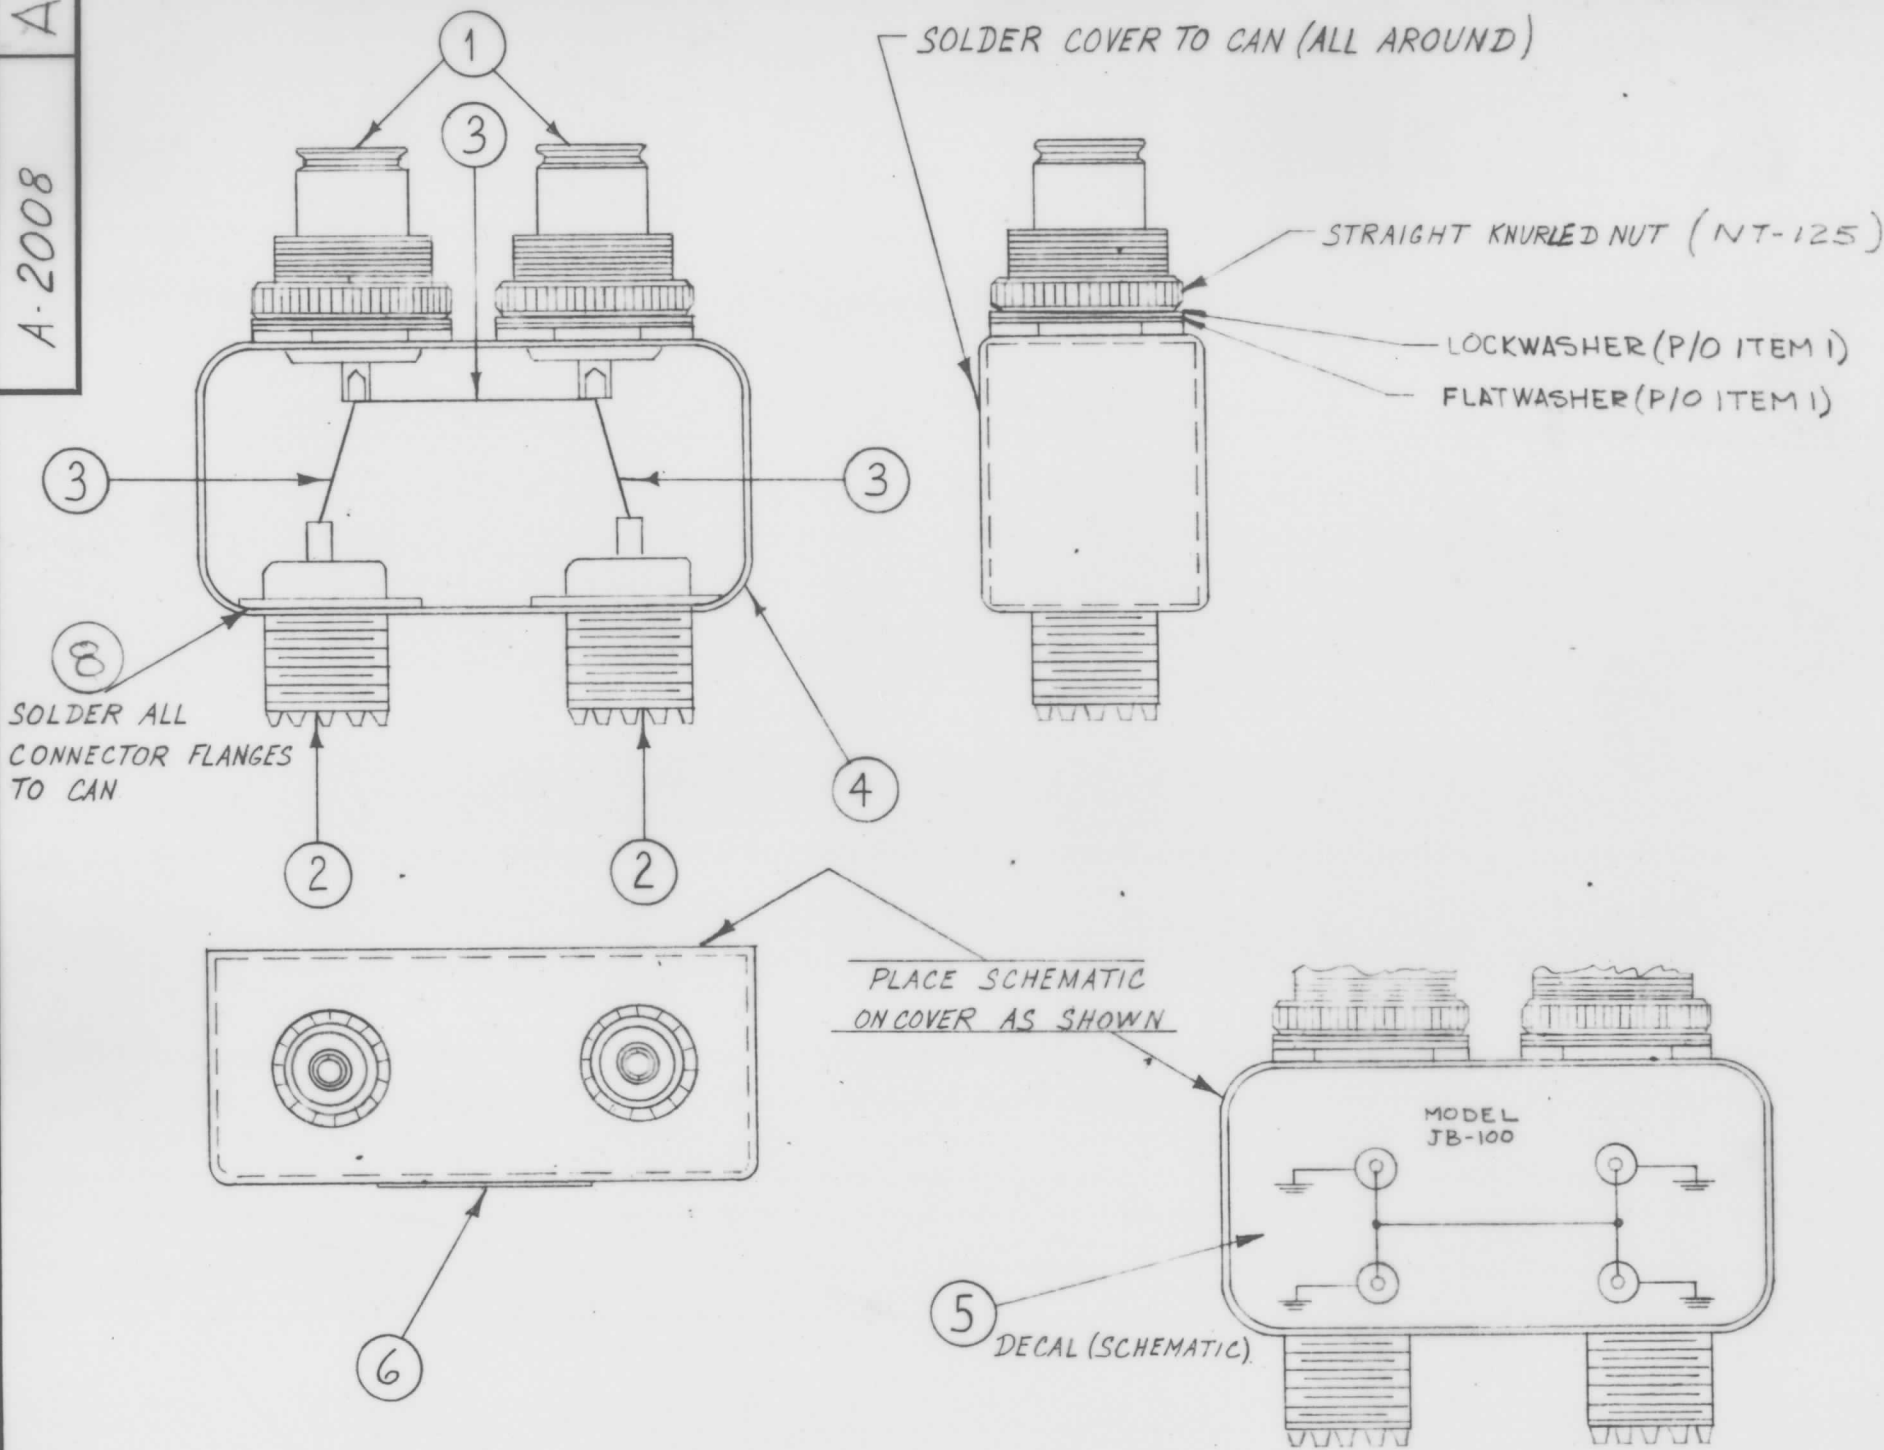 A
A-2008
1
3
SOLDER COVER TO CAN (ALL AROUND)
STRAIGHT KNURLED NUT (NT-125)
LOCKWASHER (P/O ITEM 1)
FLATWASHER (P/O ITEM 1)
3
3
8
SOLDER ALL
CONNECTOR FLANGES
TO CAN
2
2
4
PLACE SCHEMATIC
ON COVER AS SHOWN
6
MODEL
JB-100
5
DECAL (SCHEMATIC)